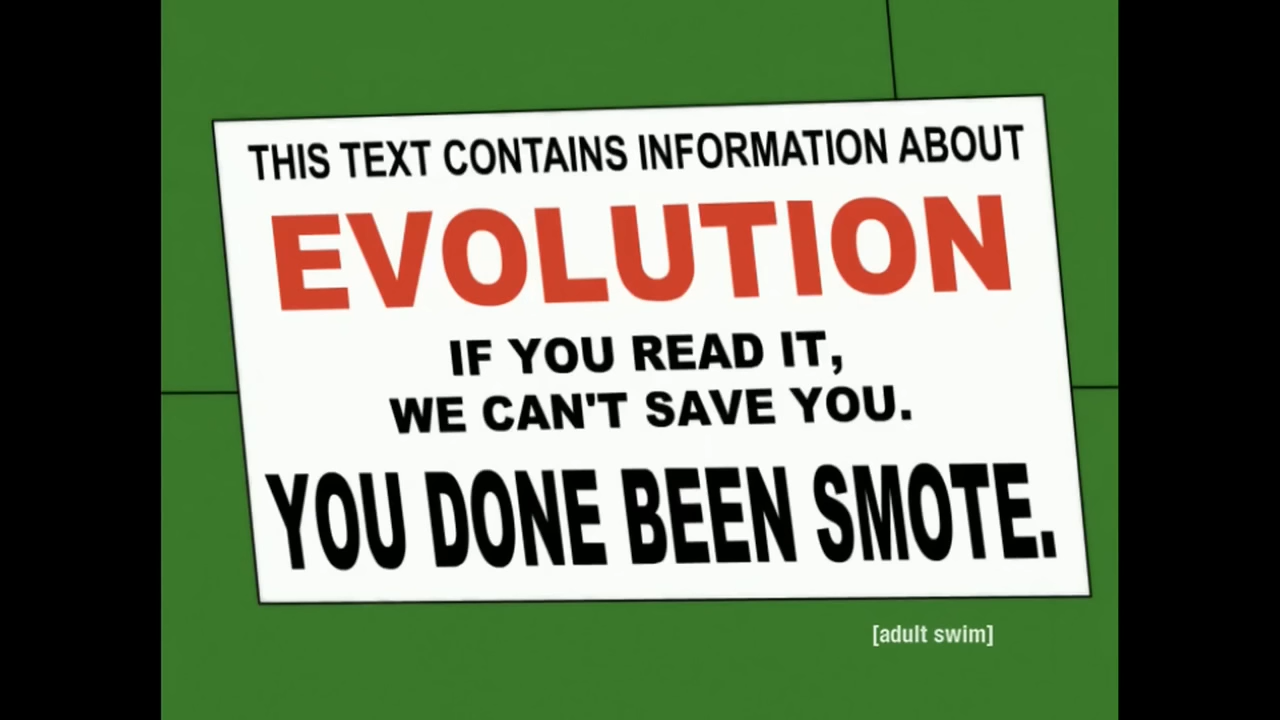 THIS TEXT CONTAINS INFORMATION ABOUT
EVOLUTION
IF YOU READ IT,
WE CAN'T SAVE YOU.
YOU DONE BEEN SMOTE.
[adult swim]